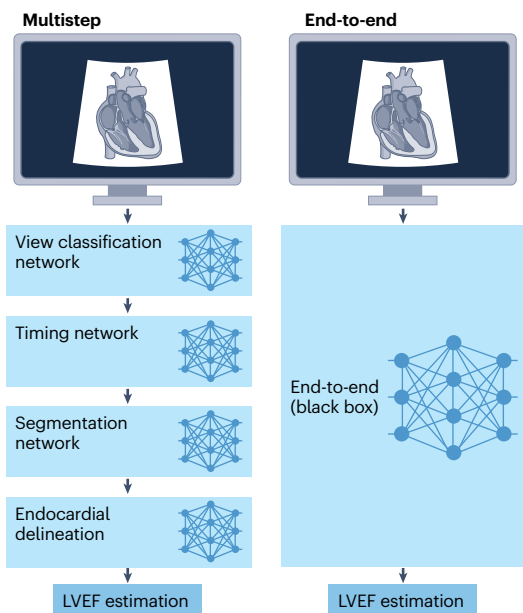 Multistep
End-to-end
View classification
network
Timing network
Segmentation
network
Endocardial
delineation
LVEF estimation
End-to-end
(black box)
LVEF estimation